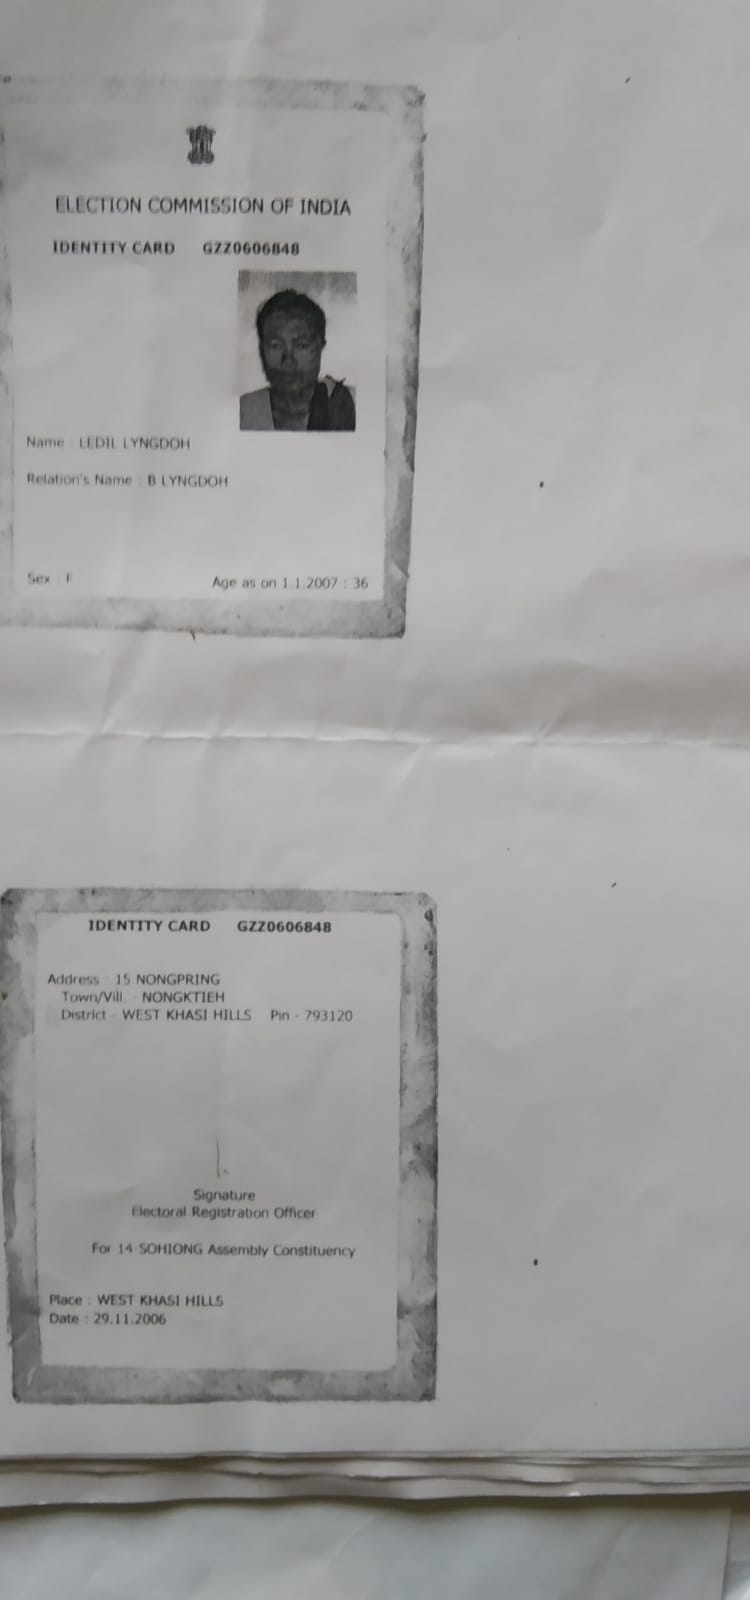 ELECTION COMMISSION OF INDIA
IDENTITY CARD GZZ0606848
Name : LEDIL LYNGDOH
Relation's Name : B LYNGDOH
Sex : F Age as on 1.1.2007 : 36
IDENTITY CARD GZZ0606848
Address : 15 NONGPRING
Town/Vill. - NONGKTIEH
District - WEST KHASI HILLS Pin - 793120
Signature
Electoral Registration Officer
For 14-SOHIONG Assembly Constituency
Place : WEST KHASI HILLS
Date : 29.11.2006